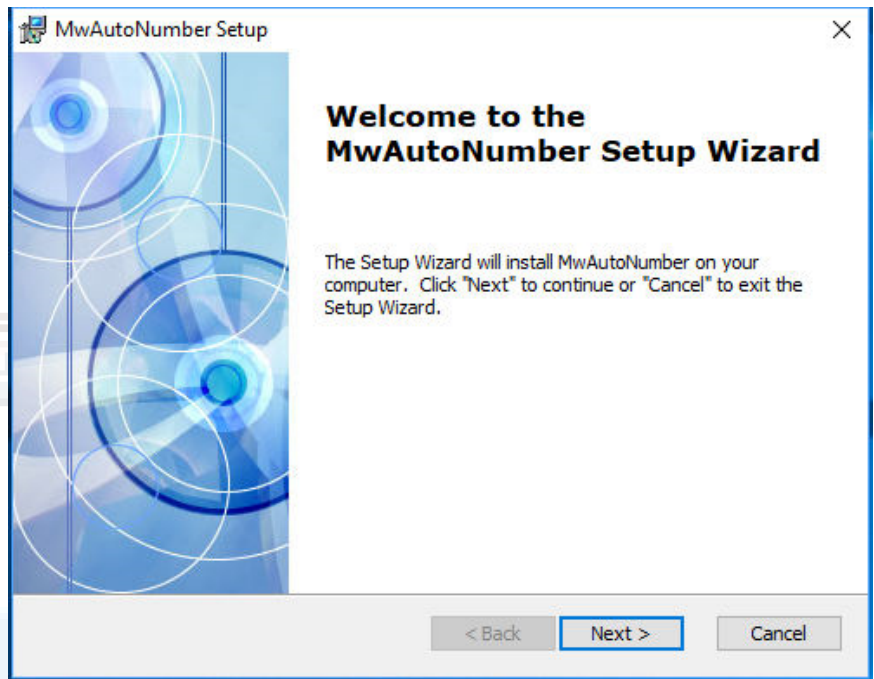 MwAutoNumber Setup
Welcome to the
MwAutoNumber Setup Wizard
The Setup Wizard will install MwAutoNumber on your
computer. Click "Next" to continue or "Cancel" to exit the
Setup Wizard.
< Back Next > Cancel